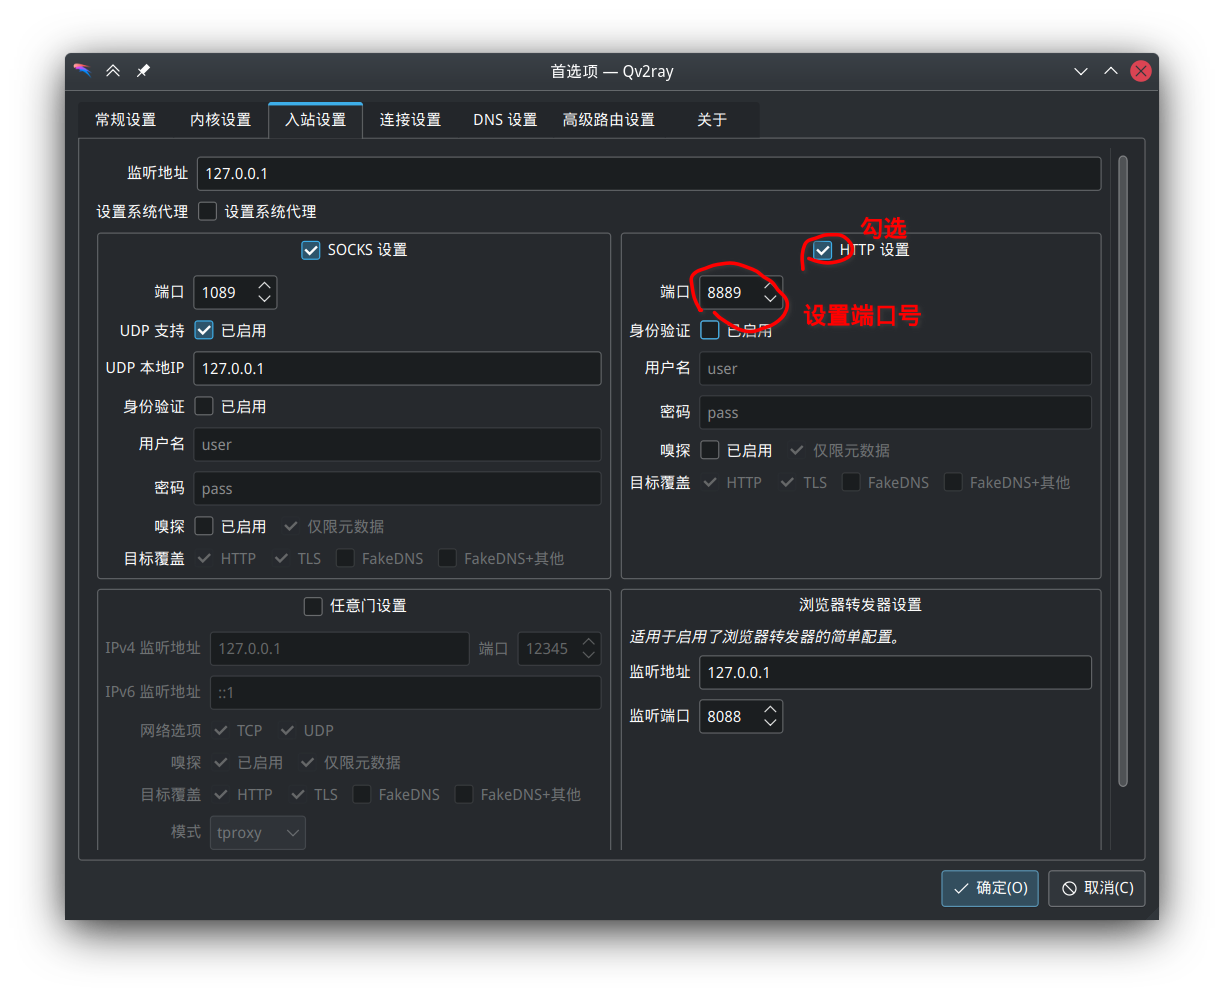 首选项 — Qv2ray
常规设置 内核设置 入站设置 连接设置 DNS 设置 高级路由设置 关于
监听地址 127.0.0.1
设置系统代理 设置系统代理
勾选
SOCKS 设置
端口 1089
UDP 支持 已启用
UDP 本地IP 127.0.0.1
身份验证 已启用
用户名 user
密码 pass
嗅探 已启用 仅限元数据
目标覆盖 HTTP TLS FakeDNS FakeDNS+其他
HTTP 设置
端口 8889
设置端口号
身份验证 已启用
用户名 user
密码 pass
嗅探 已启用 仅限元数据
目标覆盖 HTTP TLS FakeDNS FakeDNS+其他
任意门设置
IPv4 监听地址 127.0.0.1 端口 12345
IPv6 监听地址 ::1
网络选项 TCP UDP
嗅探 已启用 仅限元数据
目标覆盖 HTTP TLS FakeDNS FakeDNS+其他
模式 tproxy
浏览器转发器设置
适用于启用了浏览器转发器的简单配置。
监听地址 127.0.0.1
监听端口 8088
确定(O) 取消(C)